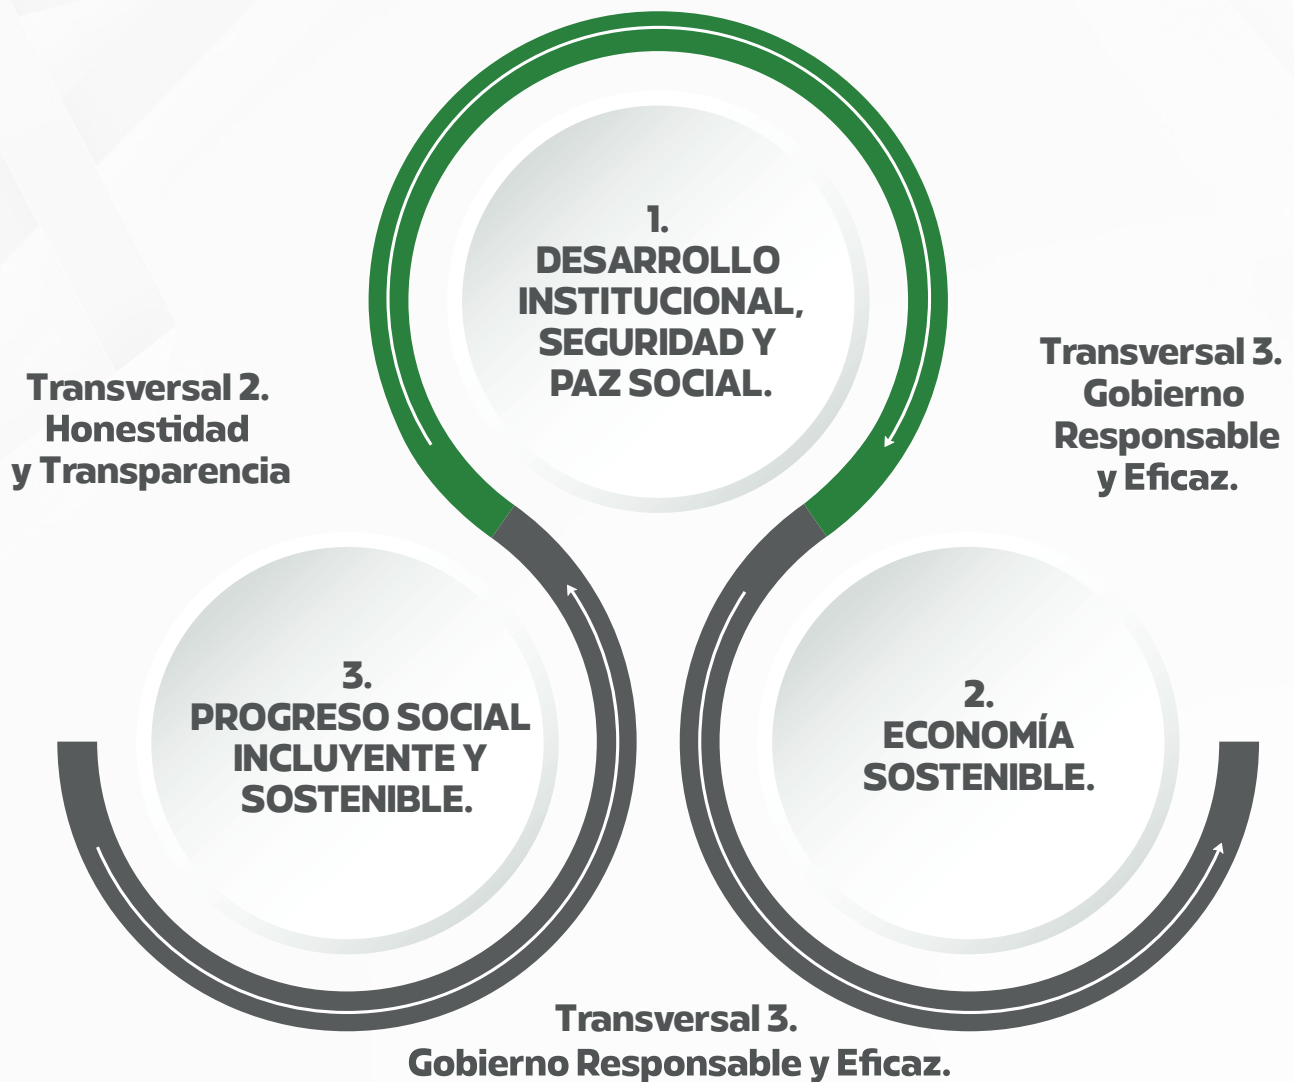 1.
DESARROLLO
INSTITUCIONAL,
SEGURIDAD Y
PAZ SOCIAL.
Transversal 2.
Honestidad
y Transparencia
Transversal 3.
Gobierno
Responsable
y Eficaz.
3.
PROGRESO SOCIAL
INCLUYENTE Y
SOSTENIBLE.
2.
ECONOMÍA
SOSTENIBLE.
Transversal 3.
Gobierno Responsable y Eficaz.